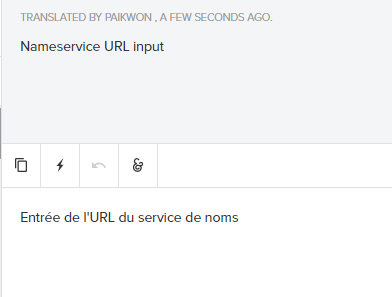 TRANSLATED BY PAIKWON , A FEW SECONDS AGO.
Nameservice URL input
Entrée de l'URL du service de noms